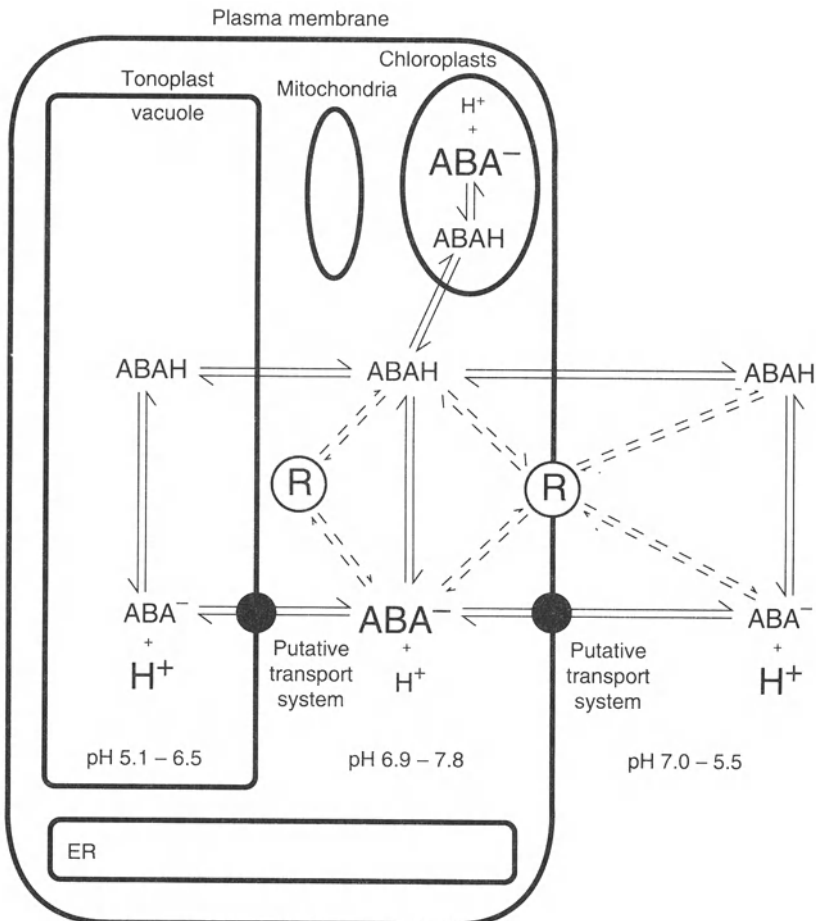 Plasma membrane
Chloroplasts
Tonoplast
vacuole
Mitochondria
H⁺
+
ABA⁻
ABAH
ABAH
ABAH
ABAH
R
R
ABA⁻
+
H⁺
ABA⁻
+
H⁺
ABA⁻
+
H⁺
Putative
transport
system
Putative
transport
system
pH 5.1 – 6.5
pH 6.9 – 7.8
pH 7.0 – 5.5
ER